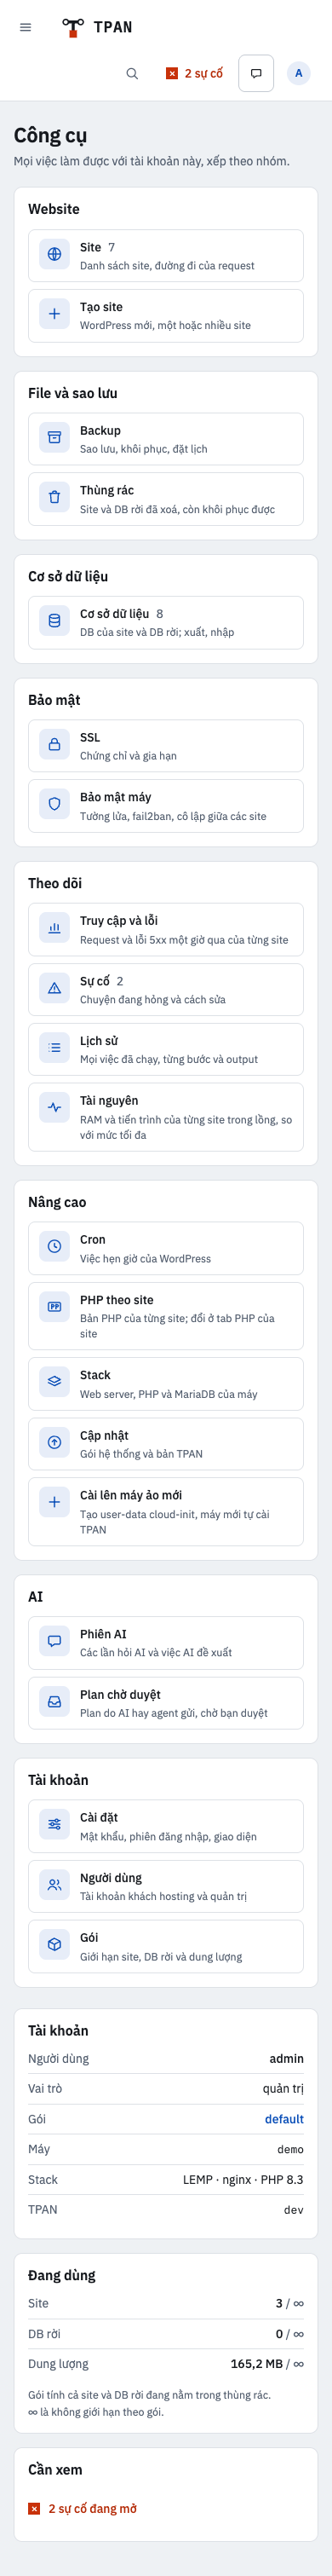 TPAN
2 sự cố
A
Công cụ
Mọi việc làm được với tài khoản này, xếp theo nhóm.
Website
Site 7
Danh sách site, đường đi của request
Tạo site
WordPress mới, một hoặc nhiều site
File và sao lưu
Backup
Sao lưu, khôi phục, đặt lịch
Thùng rác
Site và DB rời đã xoá, còn khôi phục được
Cơ sở dữ liệu
Cơ sở dữ liệu 8
DB của site và DB rời; xuất, nhập
Bảo mật
SSL
Chứng chỉ và gia hạn
Bảo mật máy
Tường lửa, fail2ban, cô lập giữa các site
Theo dõi
Truy cập và lỗi
Request và lỗi 5xx một giờ qua của từng site
Sự cố 2
Chuyện đang hỏng và cách sửa
Lịch sử
Mọi việc đã chạy, từng bước và output
Tài nguyên
RAM và tiến trình của từng site trong lồng, so
với mức tối đa
Nâng cao
Cron
Việc hẹn giờ của WordPress
PHP theo site
Bản PHP của từng site; đổi ở tab PHP của
site
Stack
Web server, PHP và MariaDB của máy
Cập nhật
Gói hệ thống và bản TPAN
Cài lên máy ảo mới
Tạo user-data cloud-init, máy mới tự cài
TPAN
AI
Phiên AI
Các lần hỏi AI và việc AI đề xuất
Plan chờ duyệt
Plan do AI hay agent gửi, chờ bạn duyệt
Tài khoản
Cài đặt
Mật khẩu, phiên đăng nhập, giao diện
Người dùng
Tài khoản khách hosting và quản trị
Gói
Giới hạn site, DB rời và dung lượng
Tài khoản
Người dùng admin
Vai trò quản trị
Gói default
Máy demo
Stack LEMP · nginx · PHP 8.3
TPAN dev
Đang dùng
Site 3 / ∞
DB rời 0 / ∞
Dung lượng 165,2 MB / ∞
Gói tính cả site và DB rời đang nằm trong thùng rác.
∞ là không giới hạn theo gói.
Cần xem
2 sự cố đang mở